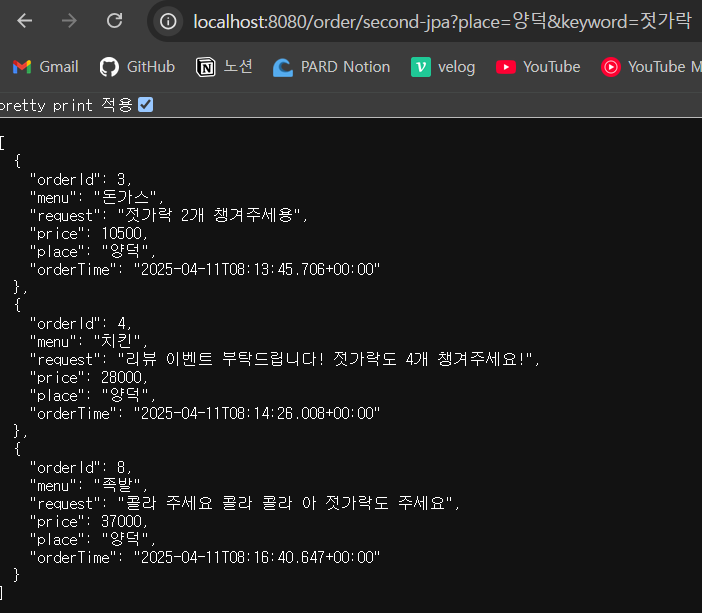 localhost:8080/order/second-jpa?place=양덕&keyword=젓가락
Gmail GitHub 노션 PARD Notion velog YouTube YouTube M
pretty print 적용
[
  {
    "orderId": 3,
    "menu": "돈가스",
    "request": "젓가락 2개 챙겨주세용",
    "price": 10500,
    "place": "양덕",
    "orderTime": "2025-04-11T08:13:45.706+00:00"
  },
  {
    "orderId": 4,
    "menu": "치킨",
    "request": "리뷰 이벤트 부탁드립니다! 젓가락도 4개 챙겨주세요!",
    "price": 28000,
    "place": "양덕",
    "orderTime": "2025-04-11T08:14:26.008+00:00"
  },
  {
    "orderId": 8,
    "menu": "족발",
    "request": "콜라 주세요 콜라 콜라 아 젓가락도 주세요",
    "price": 37000,
    "place": "양덕",
    "orderTime": "2025-04-11T08:16:40.647+00:00"
  }
]